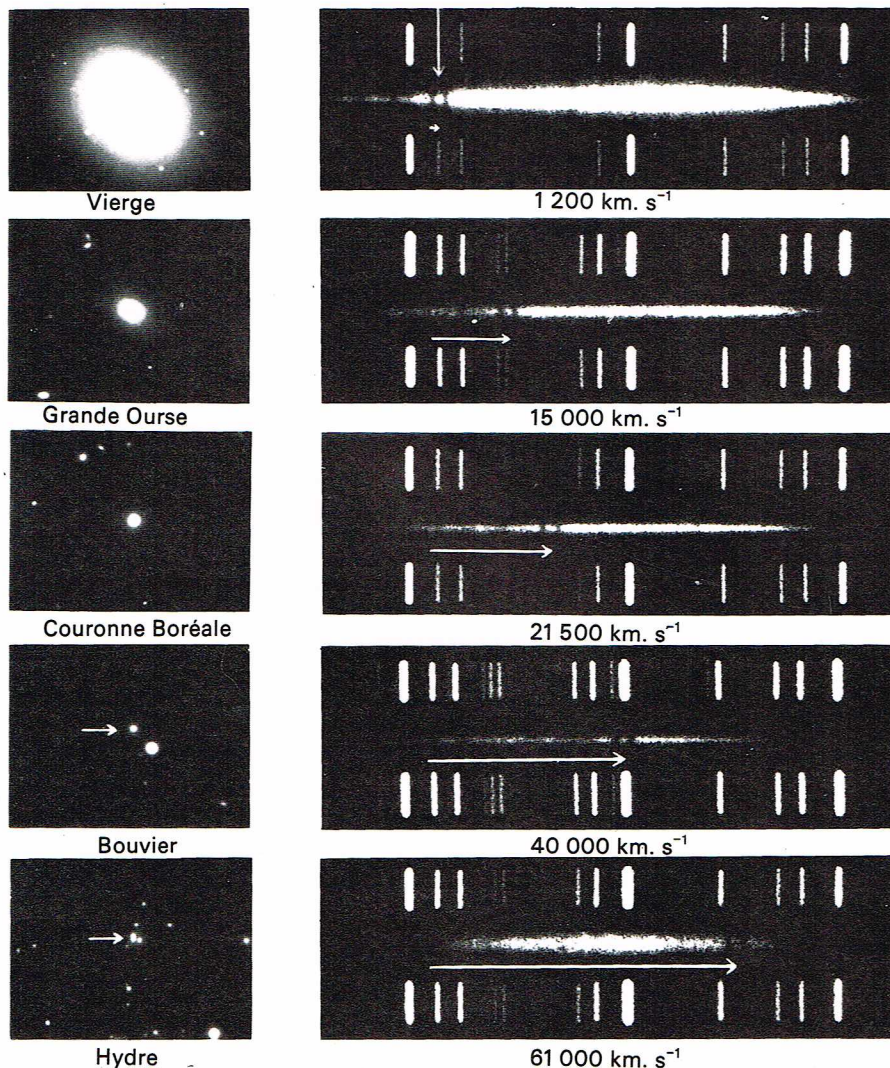 Vierge
1 200 km. s⁻¹
Grande Ourse
15 000 km. s⁻¹
Couronne Boréale
21 500 km. s⁻¹
Bouvier
40 000 km. s⁻¹
Hydre
61 000 km. s⁻¹